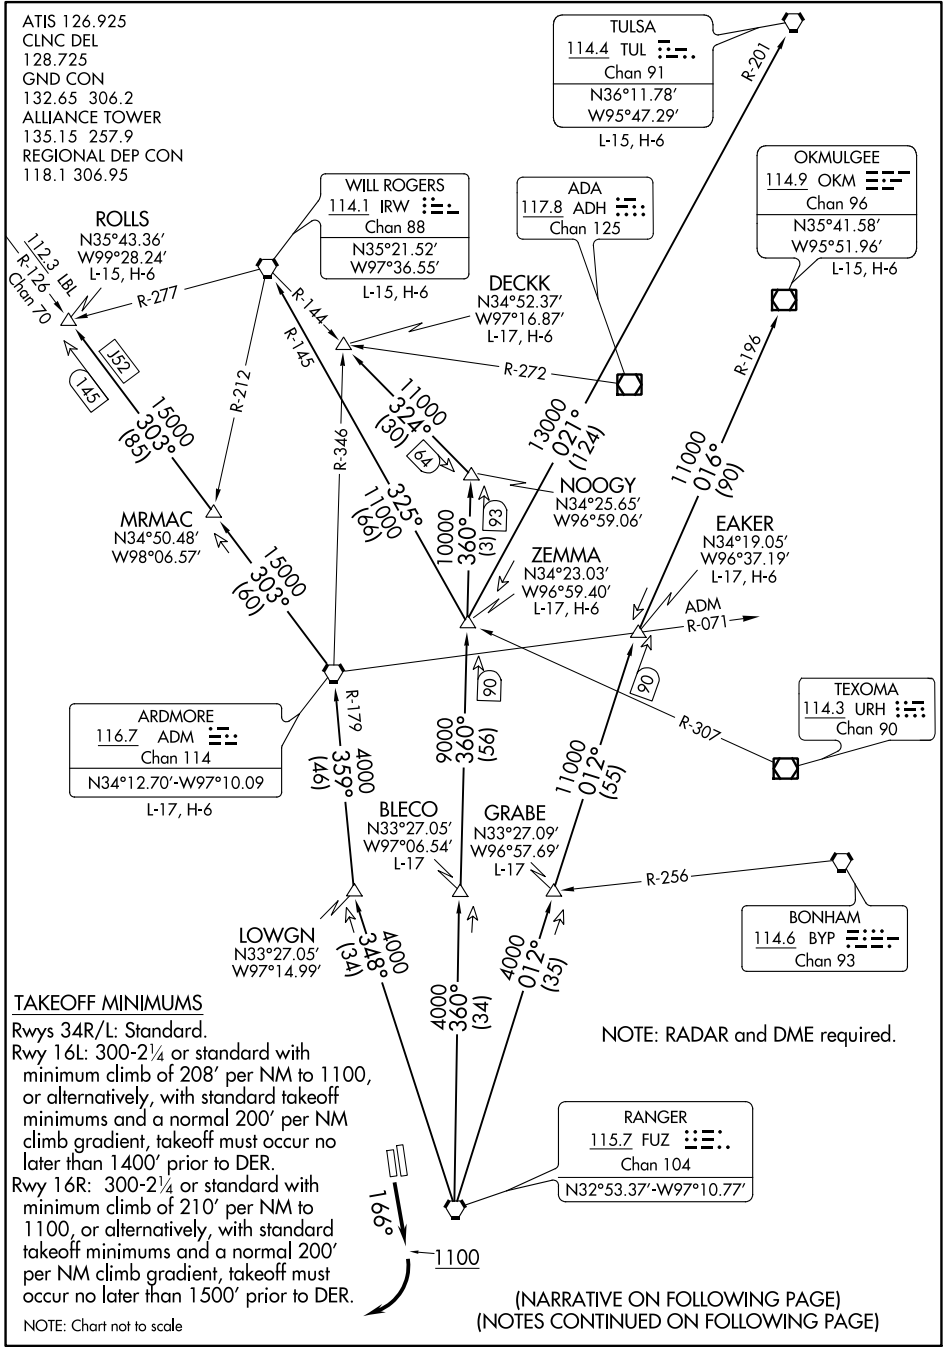 ATIS 126.925
CLNC DEL
128.725
GND CON
132.65 306.2
ALLIANCE TOWER
135.15 257.9
REGIONAL DEP CON
118.1 306.95
TULSA
114.4 TUL
Chan 91
N36°11.78'
W95°47.29'
L-15, H-6
R-201
OKMULGEE
114.9 OKM
Chan 96
N35°41.58'
W95°51.96'
L-15, H-6
R-196
WILL ROGERS
114.1 IRW
Chan 88
N35°21.52'
W97°36.55'
L-15, H-6
ADA
117.8 ADH
Chan 125
ROLLS
N35°43.36'
W99°28.24'
L-15, H-6
112.3 LBL
R-126
Chan 70
R-277
R-144
R-145
R-212
DECKK
N34°52.37'
W97°16.87'
L-17, H-6
R-272
R-346
J52
145
15000
303°
(85)
11000
324°
(30)
64
325°
11000
(66)
13000
021°
(124)
11000
016°
(90)
NOOGY
N34°25.65'
W96°59.06'
93
10000
360°
(3)
MRMAC
N34°50.48'
W98°06.57'
15000
303°
(60)
ZEMMA
N34°23.03'
W96°59.40'
L-17, H-6
EAKER
N34°19.05'
W96°37.19'
L-17, H-6
ADM
R-071
90
90
ARDMORE
116.7 ADM
Chan 114
N34°12.70'-W97°10.09
L-17, H-6
R-179
4000
359°
(46)
9000
360°
(56)
11000
012°
(55)
R-307
TEXOMA
114.3 URH
Chan 90
BLECO
N33°27.05'
W97°06.54'
L-17
GRABE
N33°27.09'
W96°57.69'
L-17
R-256
BONHAM
114.6 BYP
Chan 93
LOWGN
N33°27.05'
W97°14.99'
4000
348°
(34)
4000
360°
(34)
4000
012°
(35)
NOTE: RADAR and DME required.
RANGER
115.7 FUZ
Chan 104
N32°53.37'-W97°10.77'
TAKEOFF MINIMUMS
Rwys 34R/L: Standard.
Rwy 16L: 300-2¼ or standard with
minimum climb of 208' per NM to 1100,
or alternatively, with standard takeoff
minimums and a normal 200' per NM
climb gradient, takeoff must occur no
later than 1400' prior to DER.
Rwy 16R: 300-2¼ or standard with
minimum climb of 210' per NM to
1100, or alternatively, with standard
takeoff minimums and a normal 200'
per NM climb gradient, takeoff must
occur no later than 1500' prior to DER.
NOTE: Chart not to scale
166°
1100
(NARRATIVE ON FOLLOWING PAGE)
(NOTES CONTINUED ON FOLLOWING PAGE)